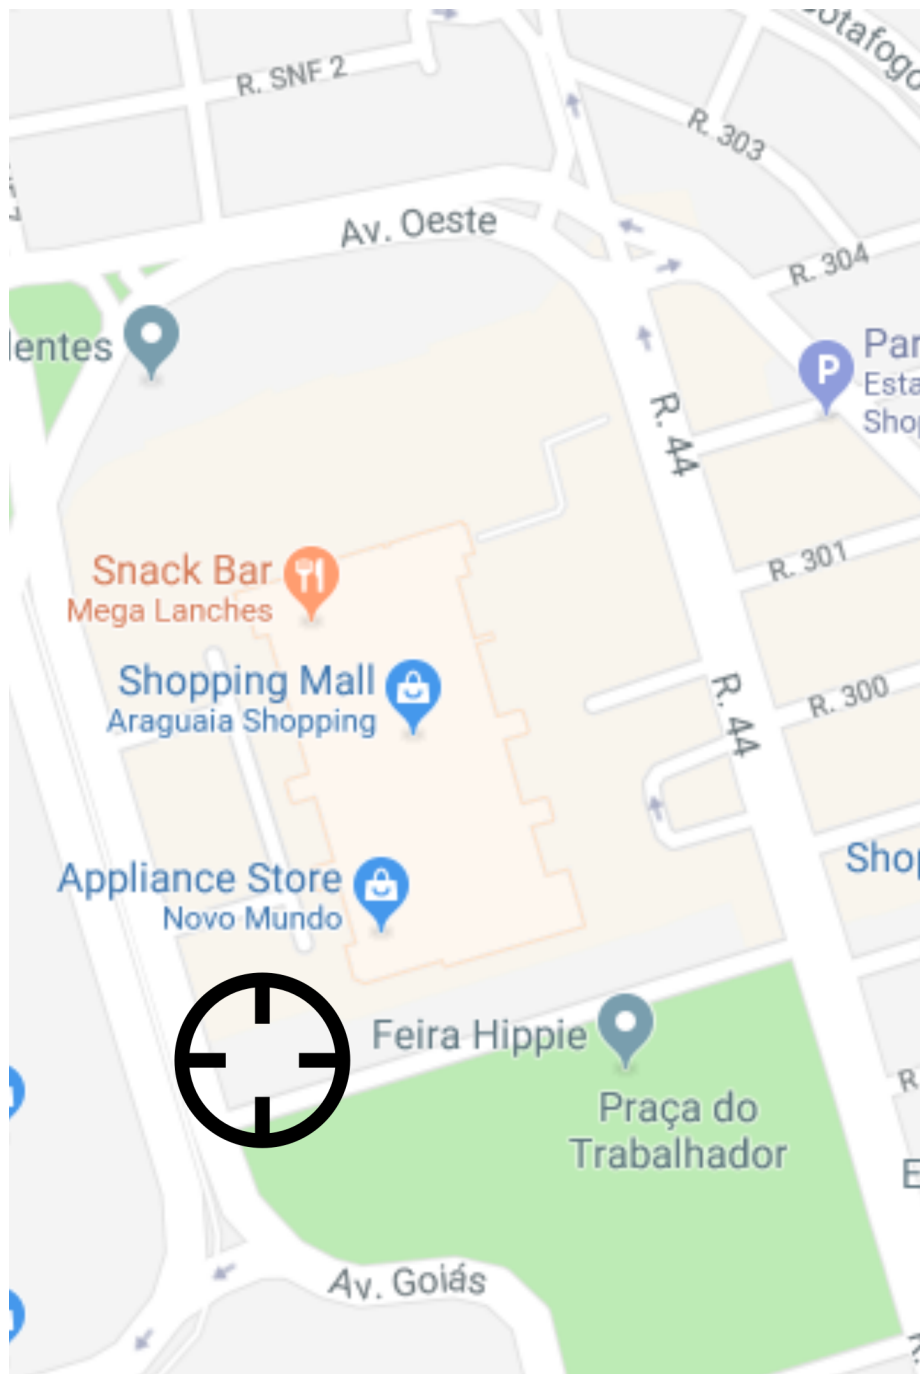 R. SNF 2
Botafogo
R. 303
Av. Oeste
R. 304
Par
Esta
Shop
lentes
R. 44
R. 301
Snack Bar
Mega Lanches
Shopping Mall
Araguaia Shopping
R. 44
R. 300
Shop
Appliance Store
Novo Mundo
Feira Hippie
R
Praça do
Trabalhador
E
Av. Goiás